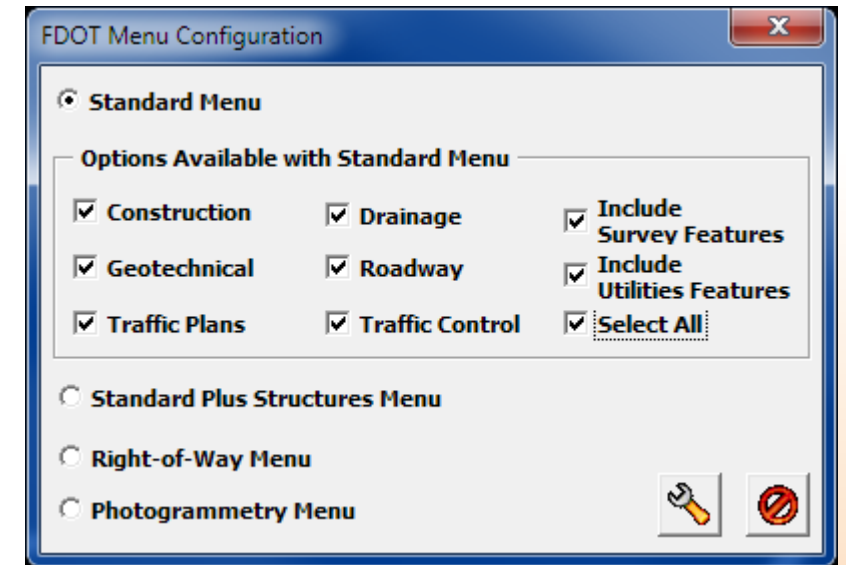 FDOT Menu Configuration
Standard Menu
Options Available with Standard Menu
Construction
Drainage
Include
Survey Features
Geotechnical
Roadway
Include
Utilities Features
Traffic Plans
Traffic Control
Select All
Standard Plus Structures Menu
Right-of-Way Menu
Photogrammetry Menu